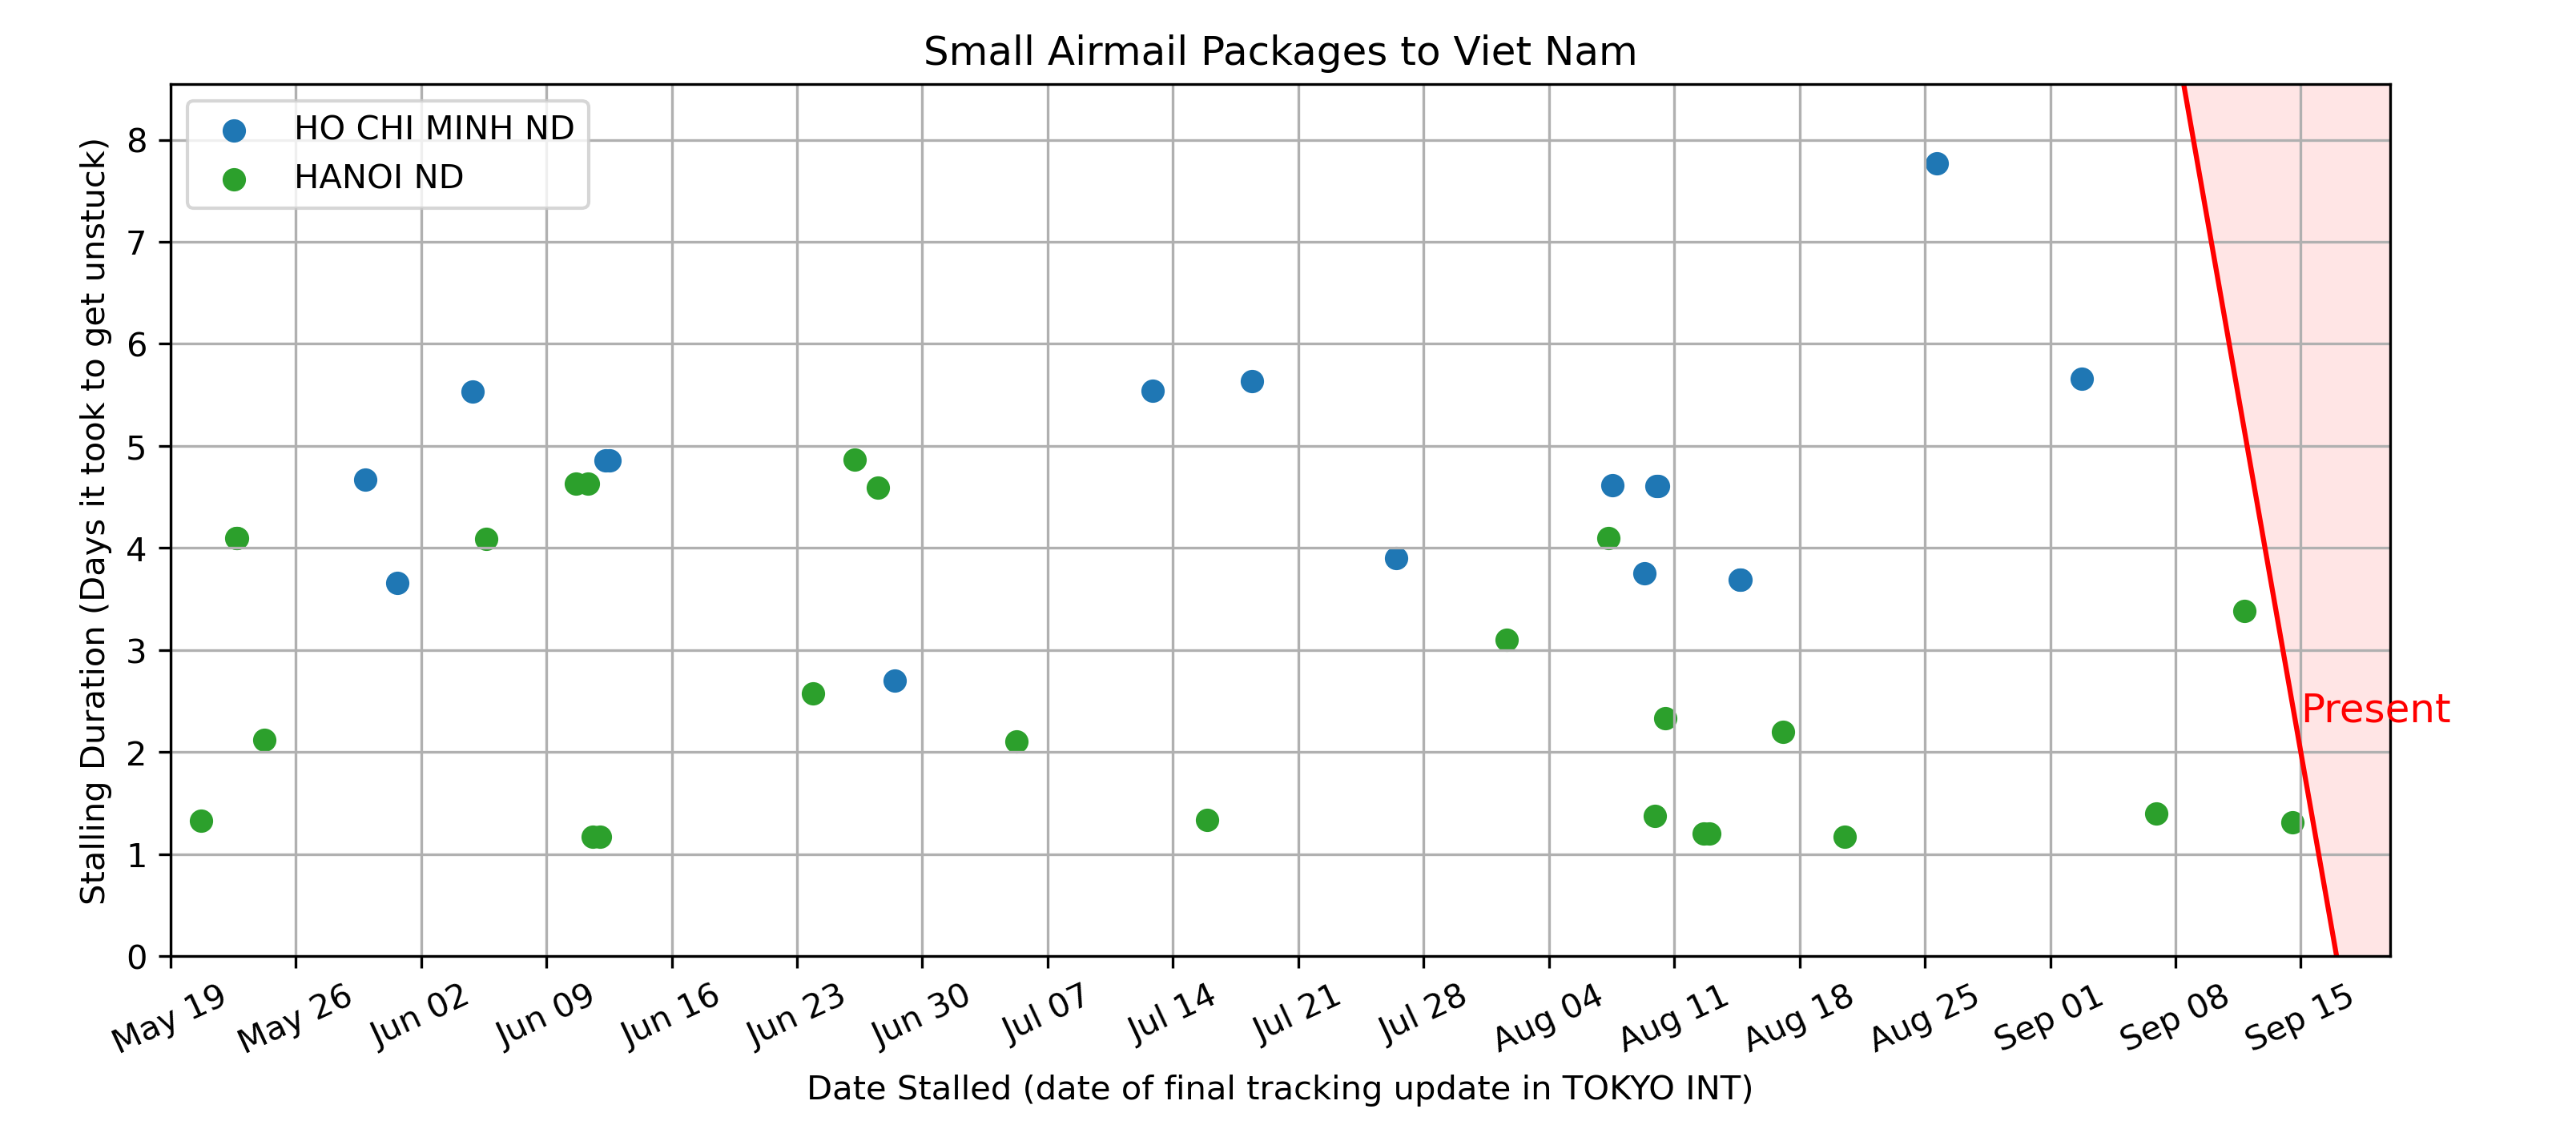 Small Airmail Packages to Viet Nam
HO CHI MINH ND
HANOI ND
Stalling Duration (Days it took to get unstuck)
8
7
6
5
4
3
2
1
0
Present
May 19
May 26
Jun 02
Jun 09
Jun 16
Jun 23
Jun 30
Jul 07
Jul 14
Jul 21
Jul 28
Aug 04
Aug 11
Aug 18
Aug 25
Sep 01
Sep 08
Sep 15
Date Stalled (date of final tracking update in TOKYO INT)